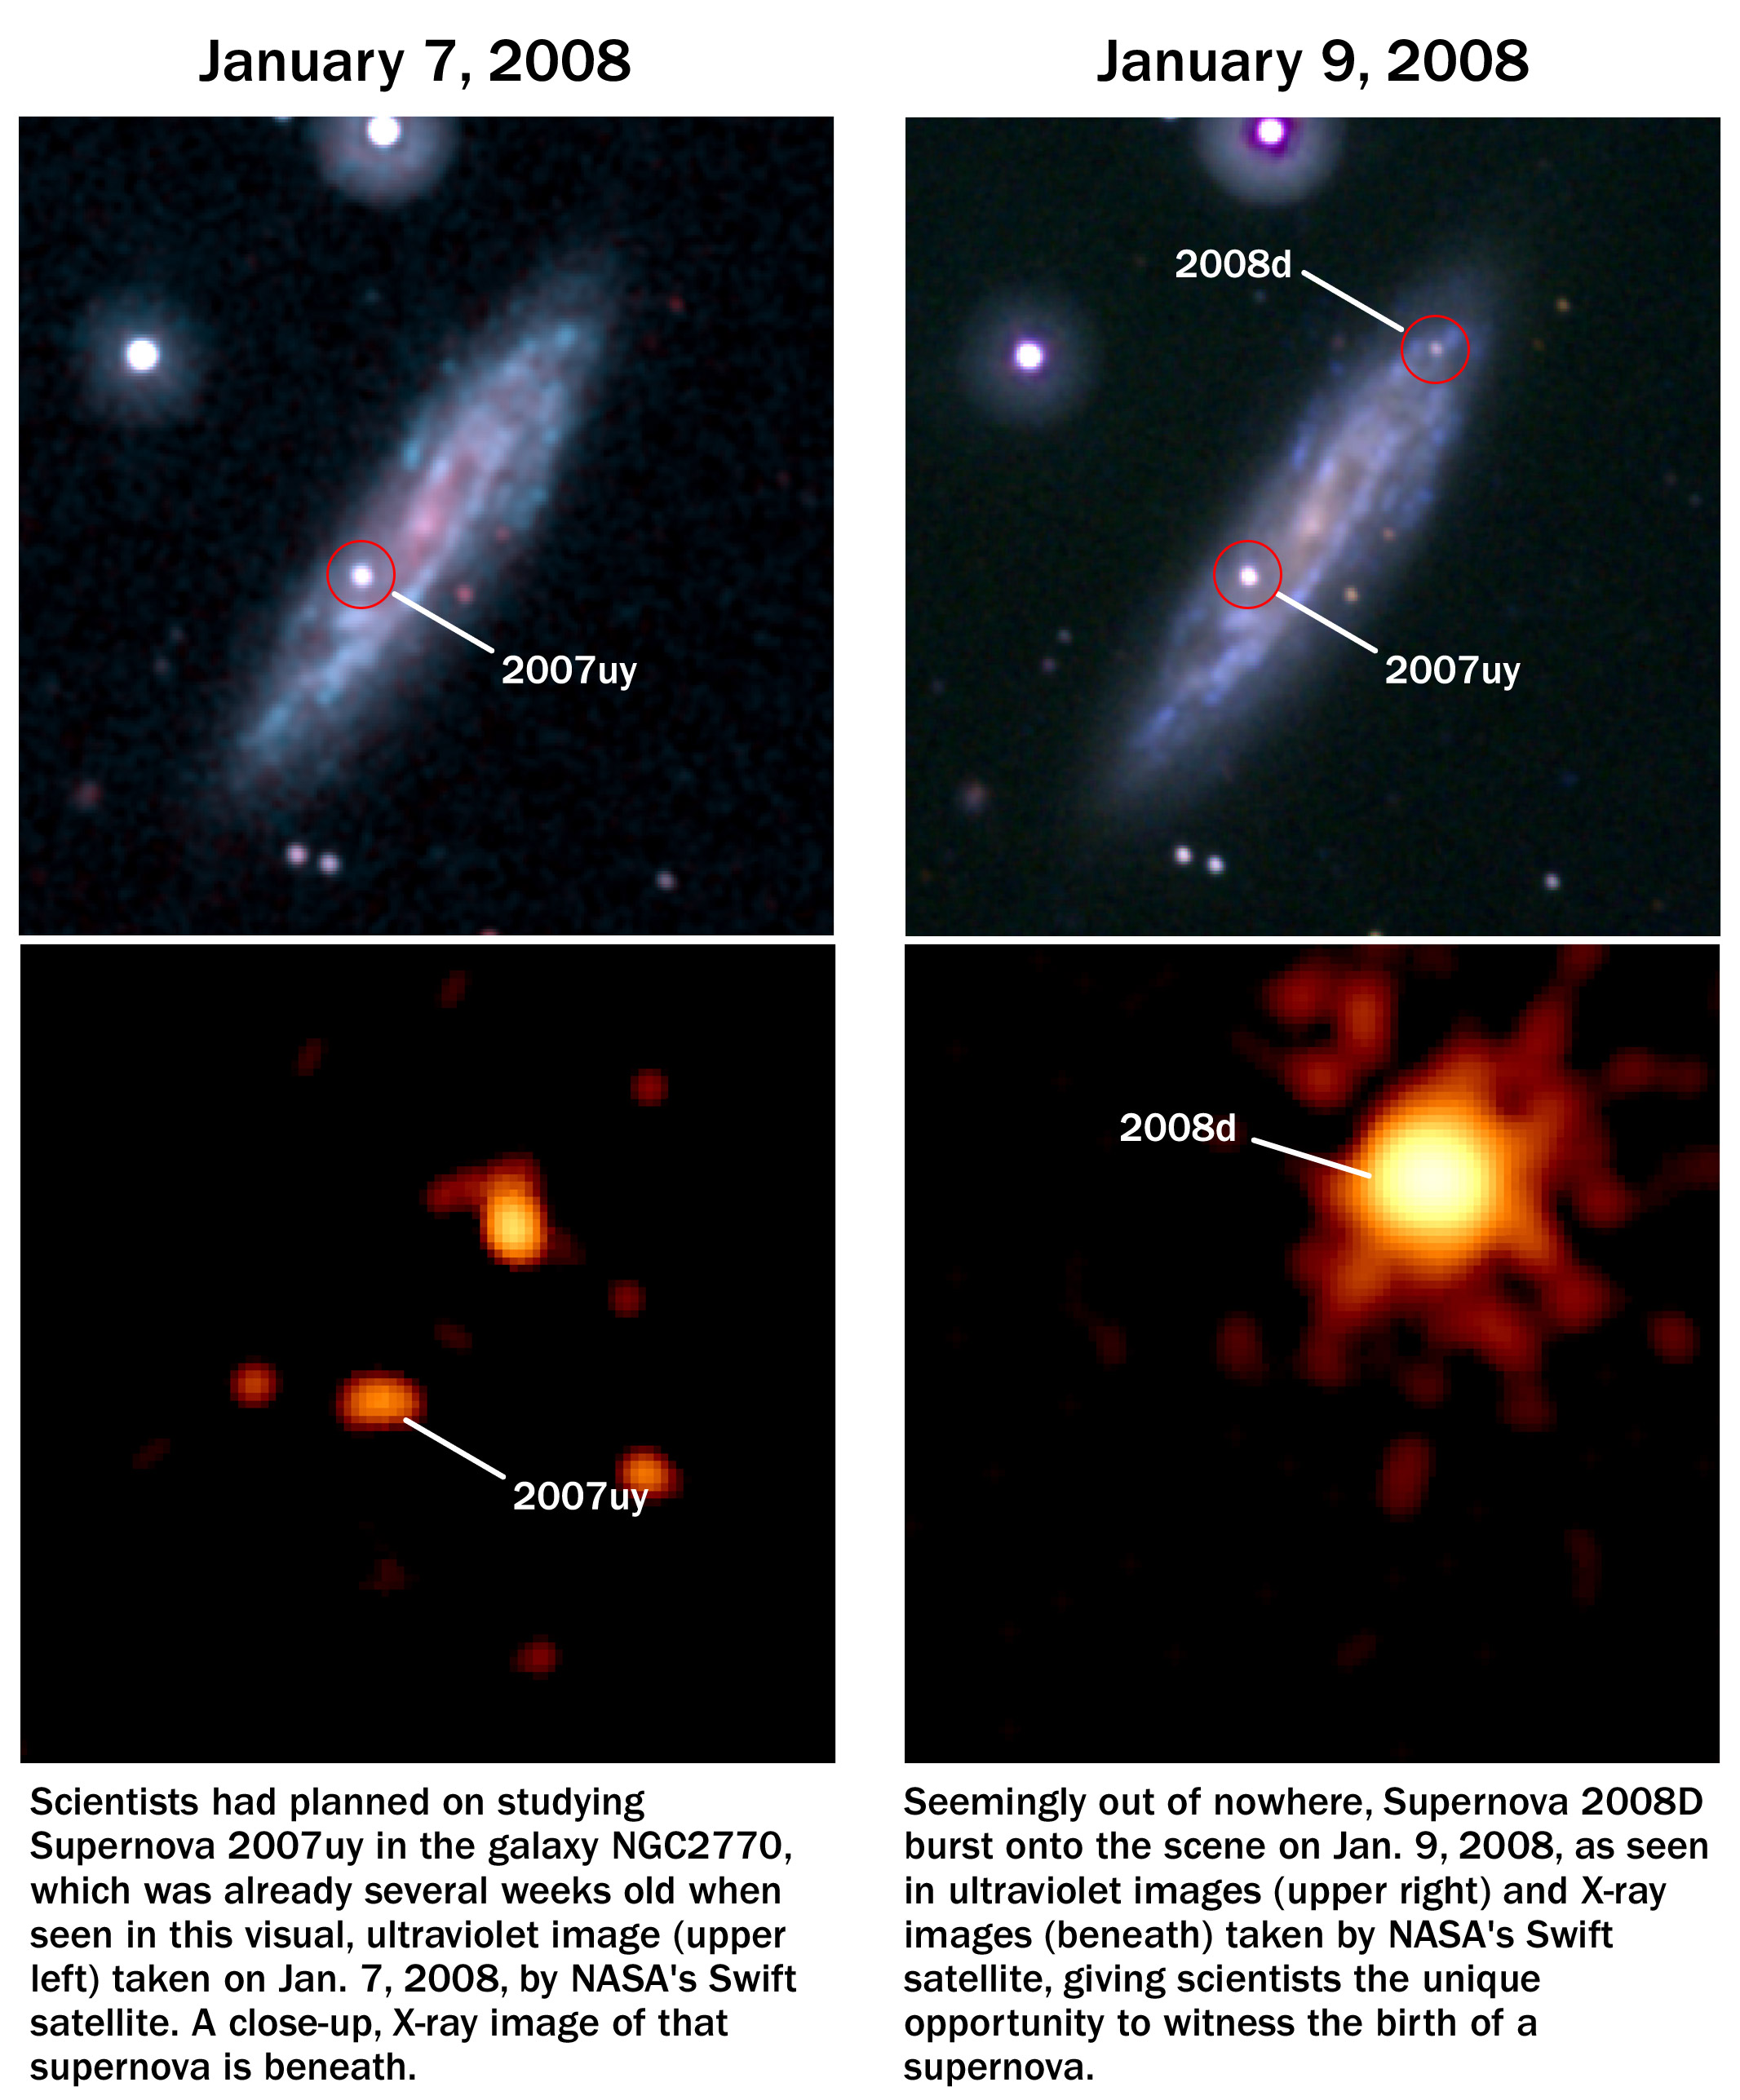 January 7, 2008
January 9, 2008
2008d
2007uy
2007uy
2008d
2007uy
Scientists had planned on studying
Supernova 2007uy in the galaxy NGC2770,
which was already several weeks old when
seen in this visual, ultraviolet image (upper
left) taken on Jan. 7, 2008, by NASA's Swift
satellite. A close-up, X-ray image of that
supernova is beneath.
Seemingly out of nowhere, Supernova 2008D
burst onto the scene on Jan. 9, 2008, as seen
in ultraviolet images (upper right) and X-ray
images (beneath) taken by NASA's Swift
satellite, giving scientists the unique
opportunity to witness the birth of a
supernova.